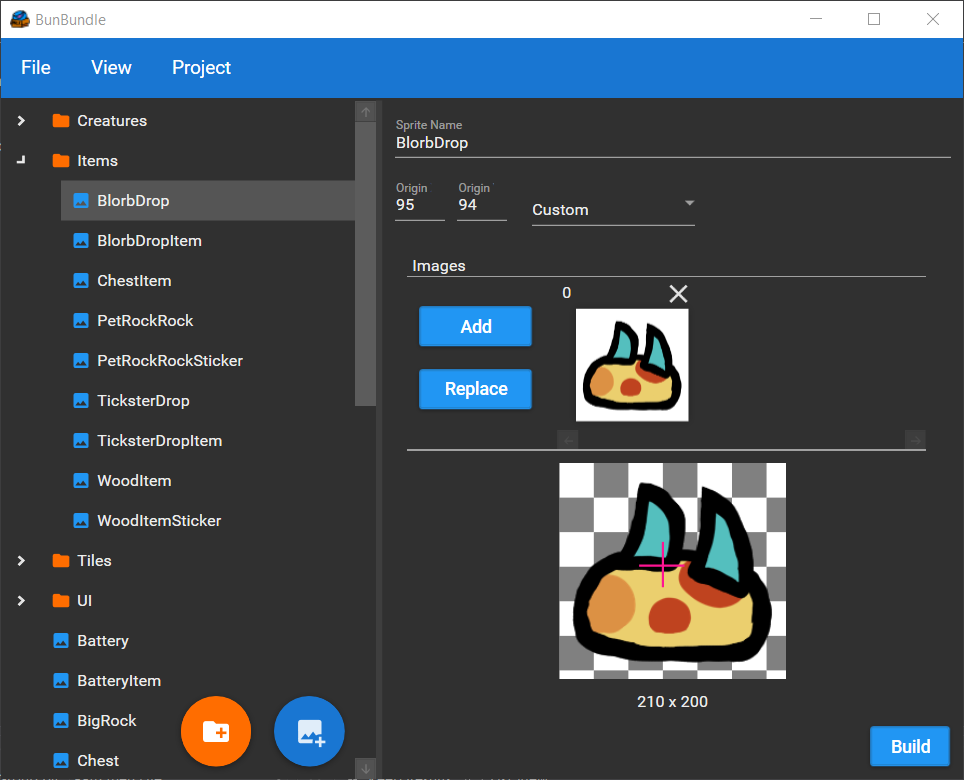 BunBundle
File View Project
Creatures
Items
BlorbDrop
BlorbDropItem
ChestItem
PetRockRock
PetRockRockSticker
TicksterDrop
TicksterDropItem
WoodItem
WoodItemSticker
Tiles
UI
Battery
BatteryItem
BigRock
Chest
Sprite Name
BlorbDrop
Origin Origin
95 94 Custom
Images
0
Add
Replace
210 x 200
Build